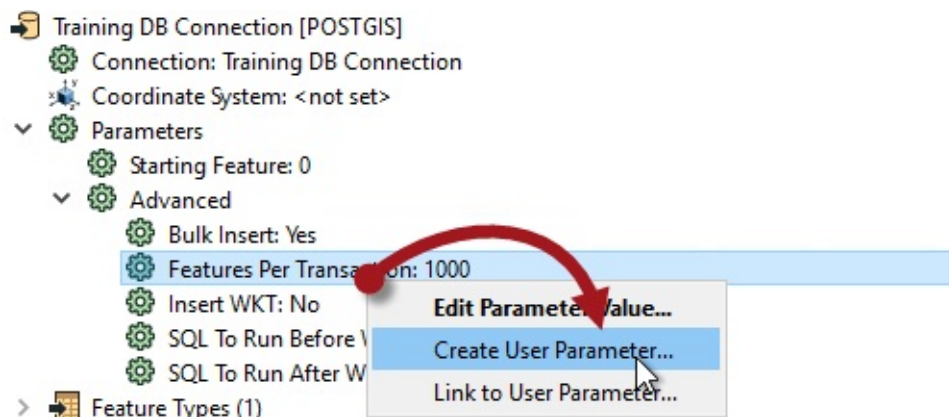 Training DB Connection [POSTGIS]
Connection: Training DB Connection
Coordinate System: <not set>
Parameters
Starting Feature: 0
Advanced
Bulk Insert: Yes
Features Per Transaction: 1000
Insert WKT: No
Edit Parameter Value...
SQL To Run Before
Create User Parameter...
SQL To Run After
Link to User Parameter...
Feature Types (1)